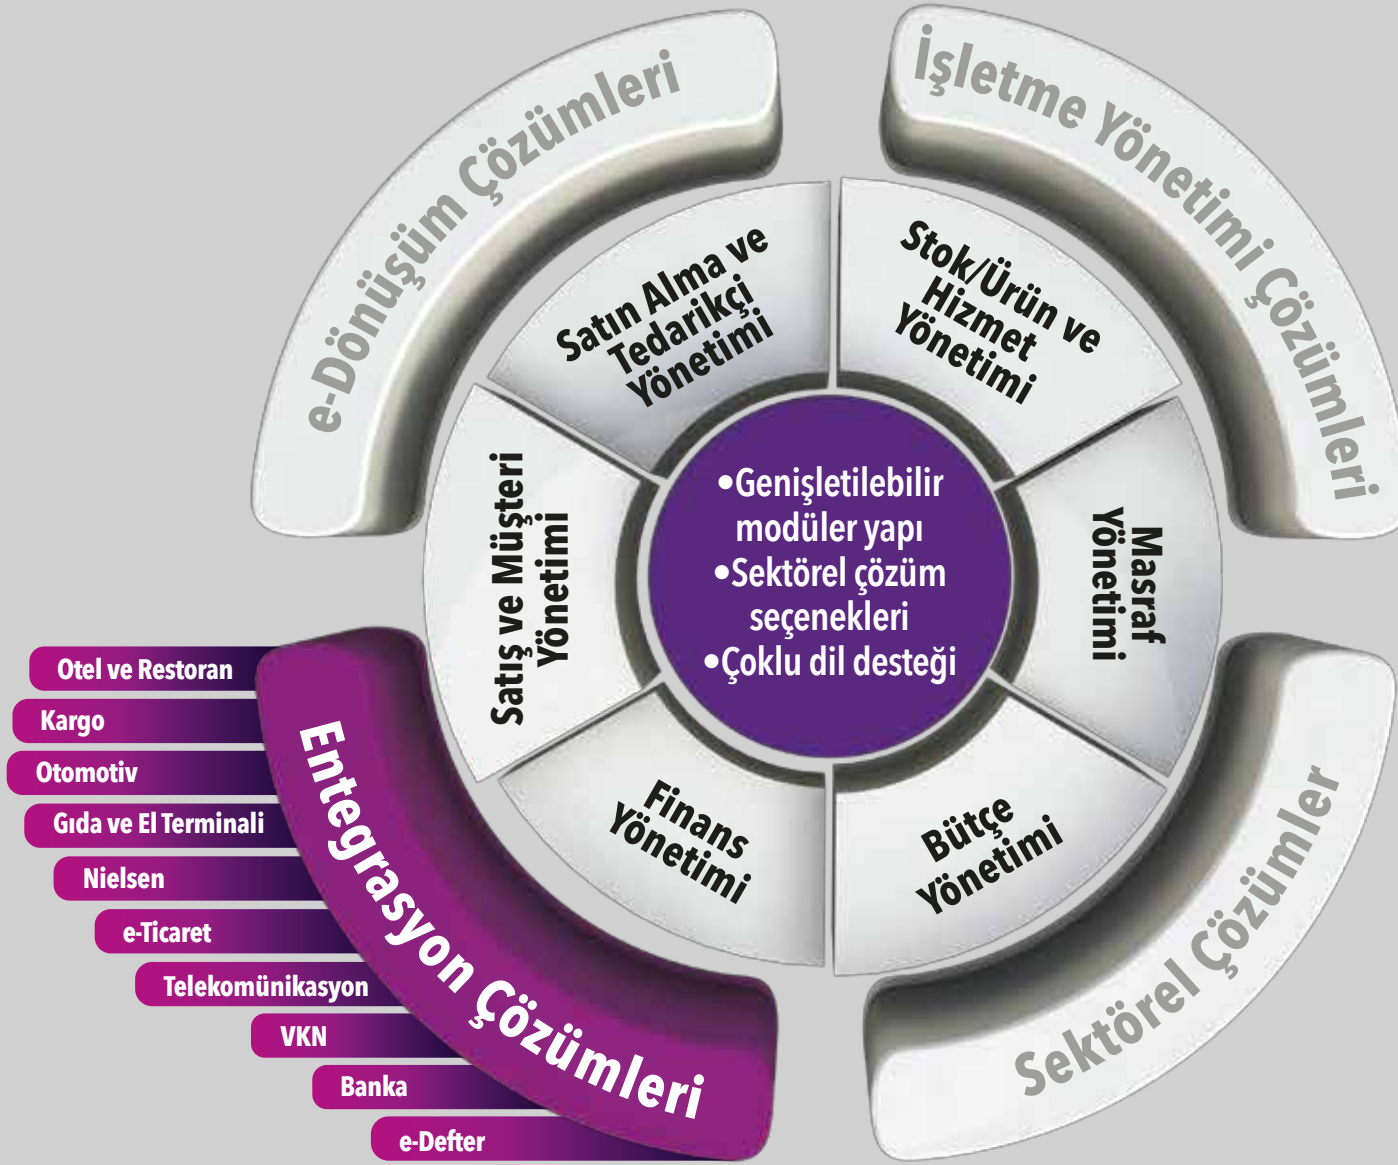 e-Dönüşüm Çözümleri
İşletme Yönetimi Çözümleri
Satın Alma ve
Tedarikçi
Yönetimi
Stok/Ürün ve
Hizmet
Yönetimi
Satış ve Müşteri
Yönetimi
•Genişletilebilir
modüler yapı
•Sektörel çözüm
seçenekleri
•Çoklu dil desteği
Masraf
Yönetimi
Finans
Yönetimi
Bütçe
Yönetimi
Entegrasyon Çözümleri
Sektörel Çözümler
Otel ve Restoran
Kargo
Otomotiv
Gıda ve El Terminali
Nielsen
e-Ticaret
Telekomünikasyon
VKN
Banka
e-Defter